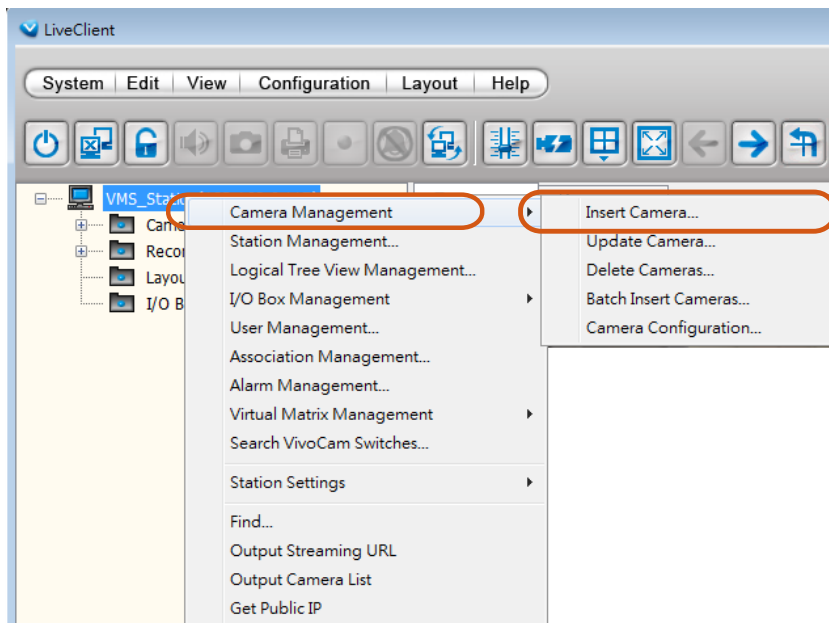 LiveClient
System Edit View Configuration Layout Help
VMS_Stati
Came
Recor
Layou
I/O B
Camera Management
Station Management...
Logical Tree View Management...
I/O Box Management
User Management...
Association Management...
Alarm Management...
Virtual Matrix Management
Search VivoCam Switches...
Station Settings
Find...
Output Streaming URL
Output Camera List
Get Public IP
Insert Camera...
Update Camera...
Delete Cameras...
Batch Insert Cameras...
Camera Configuration...